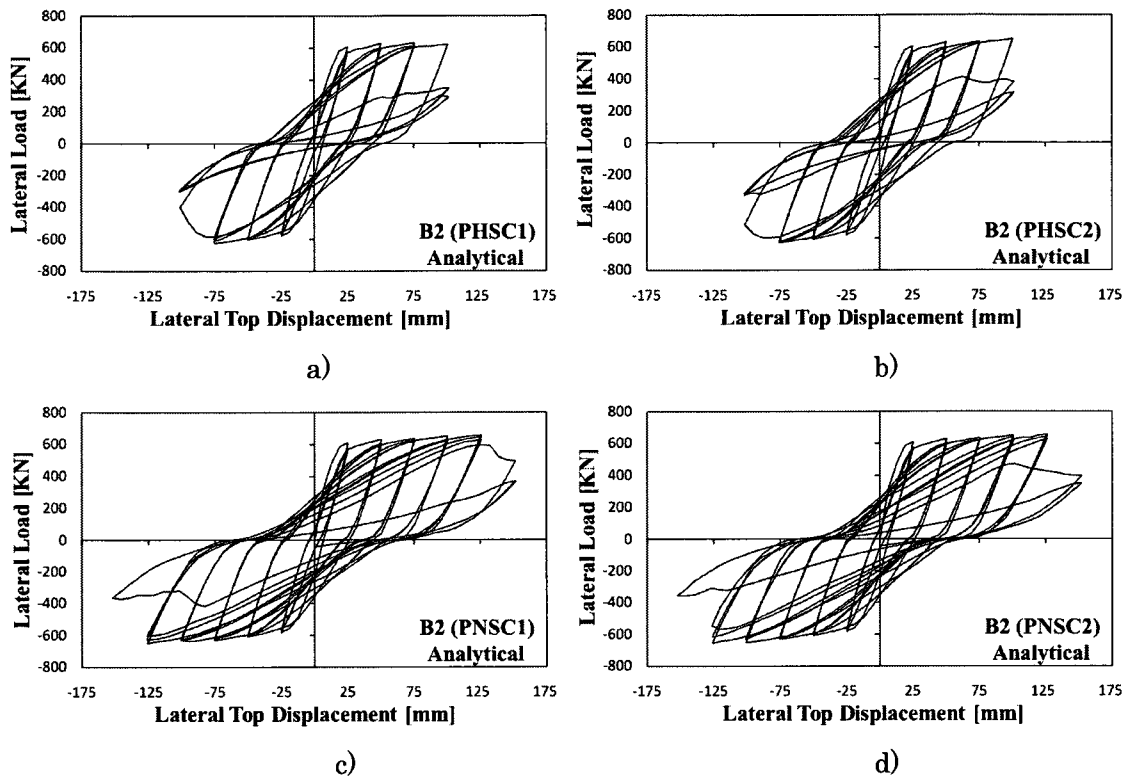 800
600
400
200
0
-200
-400
-600
-800
Lateral Load [KN]
B2 (PHSC1)
Analytical
-175 -125 -75 -25 25 75 125 175
Lateral Top Displacement [mm]
a)
800
600
400
200
0
-200
-400
-600
-800
Lateral Load [KN]
B2 (PHSC2)
Analytical
-175 -125 -75 -25 25 75 125 175
Lateral Top Displacement [mm]
b)
800
600
400
200
0
-200
-400
-600
-800
Lateral Load [KN]
B2 (PNSC1)
Analytical
-175 -125 -75 -25 25 75 125 175
Lateral Top Displacement [mm]
c)
800
600
400
200
0
-200
-400
-600
-800
Lateral Load [KN]
B2 (PNSC2)
Analytical
-175 -125 -75 -25 25 75 125 175
Lateral Top Displacement [mm]
d)